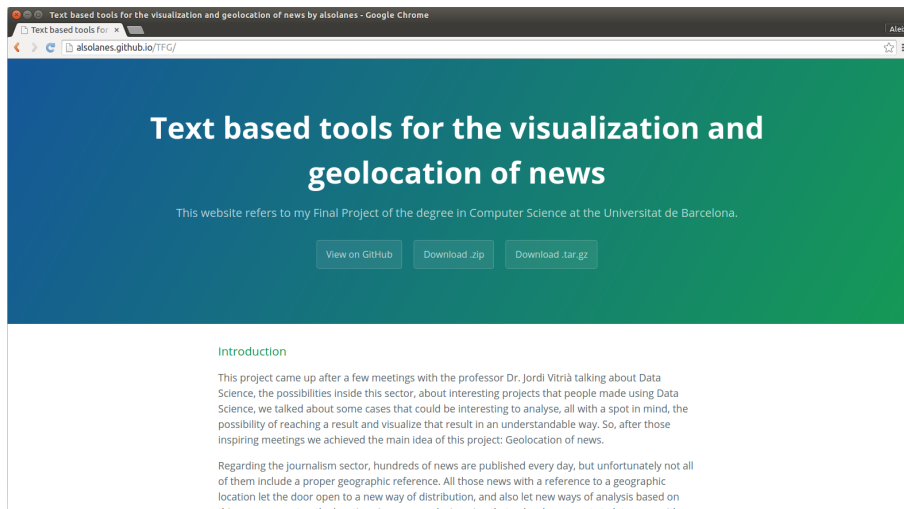 Text based tools for the visualization and geolocation of news by alsolanes - Google Chrome
Text based tools for
Alei
alsolanes.github.io/TFG/
Text based tools for the visualization and
geolocation of news
This website refers to my Final Project of the degree in Computer Science at the Universitat de Barcelona.
View on GitHub
Download .zip
Download .tar.gz
Introduction
This project came up after a few meetings with the professor Dr. Jordi Vitrià talking about Data
Science, the possibilities inside this sector, about interesting projects that people made using Data
Science, we talked about some cases that could be interesting to analyse, all with a spot in mind, the
possibility of reaching a result and visualize that result in an understandable way. So, after those
inspiring meetings we achieved the main idea of this project: Geolocation of news.
Regarding the journalism sector, hundreds of news are published every day, but unfortunately not all
of them include a proper geographic reference. All those news with a reference to a geographic
location let the door open to a new way of distribution, and also let new ways of analysis based on